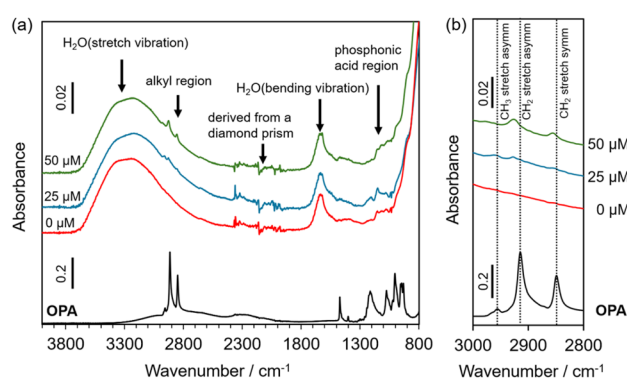 (a)
H2O(stretch vibration)
alkyl region
derived from a
diamond prism
H2O(bending vibration)
phosphonic
acid region
0.02
50 μM
25 μM
0 μM
0.2
OPA
Absorbance
3800 3300 2800 2300 1800 1300 800
Wavenumber / cm-1
(b)
CH3 stretch asymm
CH2 stretch asymm
CH2 stretch symm
0.02
50 μM
25 μM
0 μM
0.2
OPA
Absorbance
3000 2900 2800
Wavenumber / cm-1